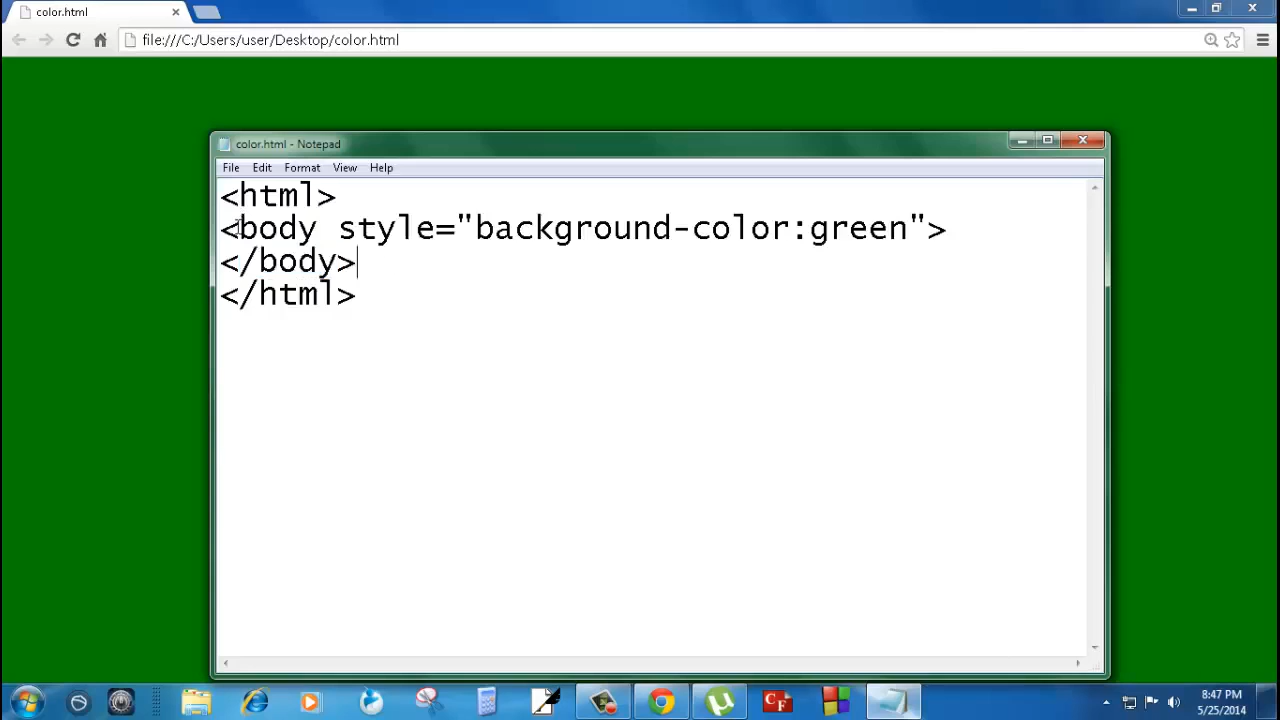 color.html
file:///C:/Users/user/Desktop/color.html
color.html - Notepad
File Edit Format View Help
<html>
<body style="background-color:green">
</body>
</html>
CF
8:47 PM
5/25/2014